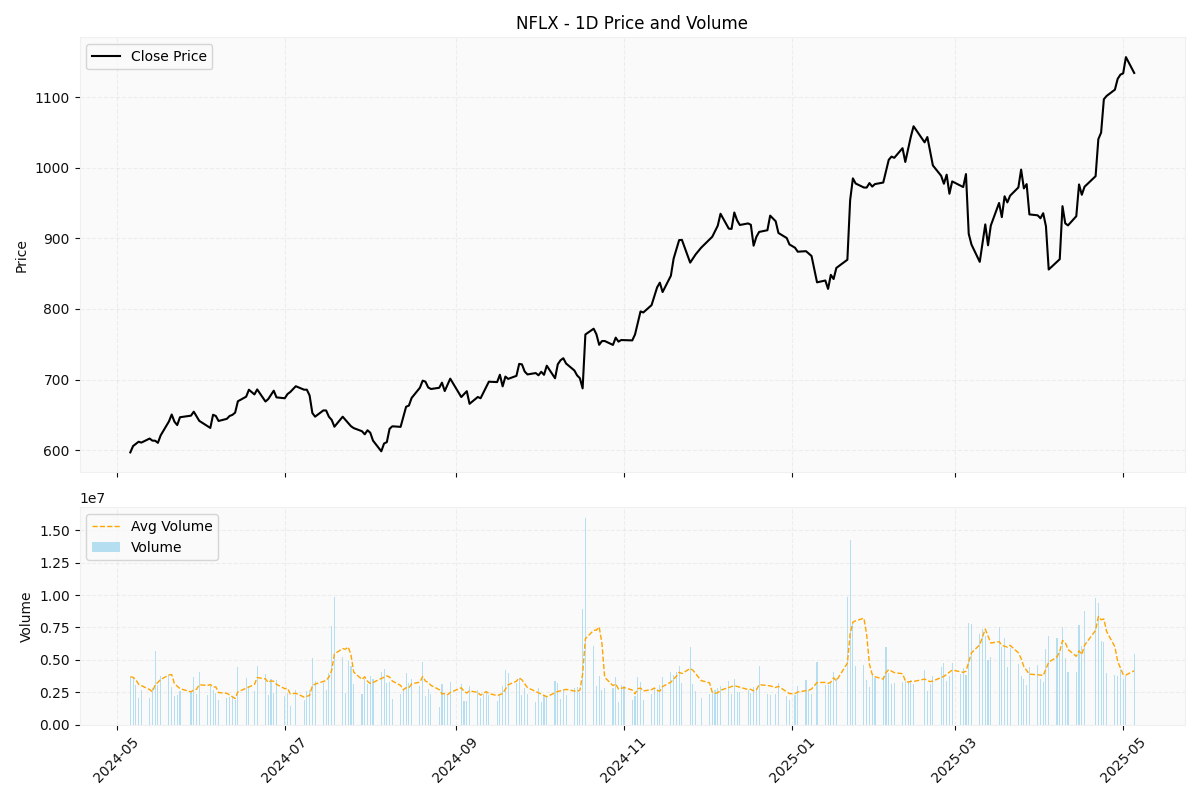 NFLX - 1D Price and Volume
Close Price
1100
1000
900
800
700
600
Price
1e7
Avg Volume
Volume
1.50
1.25
1.00
0.75
0.50
0.25
0.00
Volume
2024-05
2024-07
2024-09
2024-11
2025-01
2025-03
2025-05